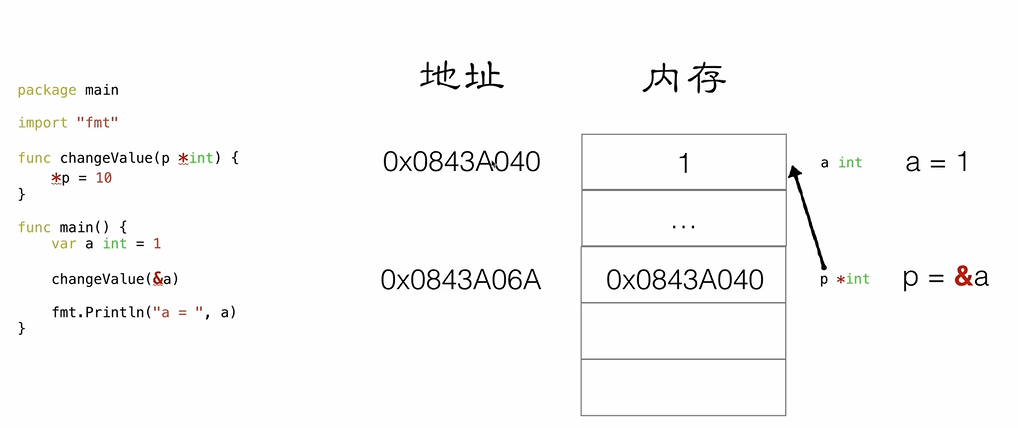 package main
import "fmt"
func changeValue(p *int) {
*p = 10
}
func main() {
var a int = 1
changeValue(&a)
fmt.Println("a = ", a)
}
地址 内存
0x0843A040 1 a int a = 1
...
0x0843A06A 0x0843A040 p *int p = &a